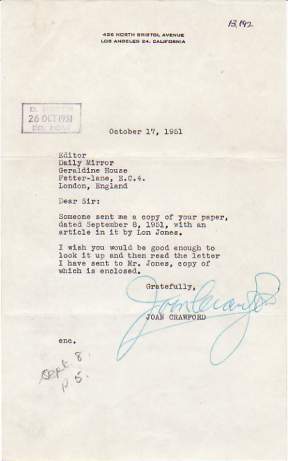 13,142
426 NORTH BRISTOL AVENUE
LOS ANGELES 24, CALIFORNIA
26 OCT 1951
October 17, 1951
Editor
Daily Mirror
Geraldine House
Fetter-lane, E.C.4.
London, England
Dear Sir:
Someone sent me a copy of your paper,
dated September 8, 1951, with an
article in it by Lon Jones.
I wish you would be good enough to
look it up and then read the letter
I have sent to Mr. Jones, copy of
which is enclosed.
Gratefully,
Joan Crawford
JOAN CRAWFORD
enc.
Sept 8
p 5.